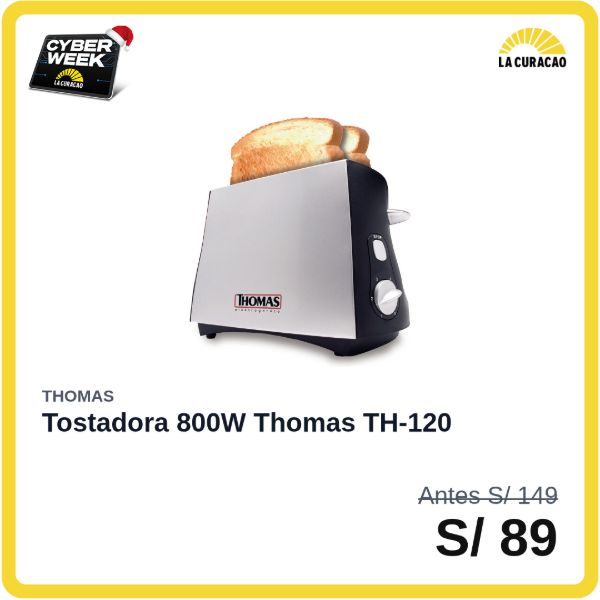 CYBER
WEEK
LA CURACAO
LA CURACAO
THOMAS
THOMAS
Tostadora 800W Thomas TH-120
Antes S/ 149
S/ 89